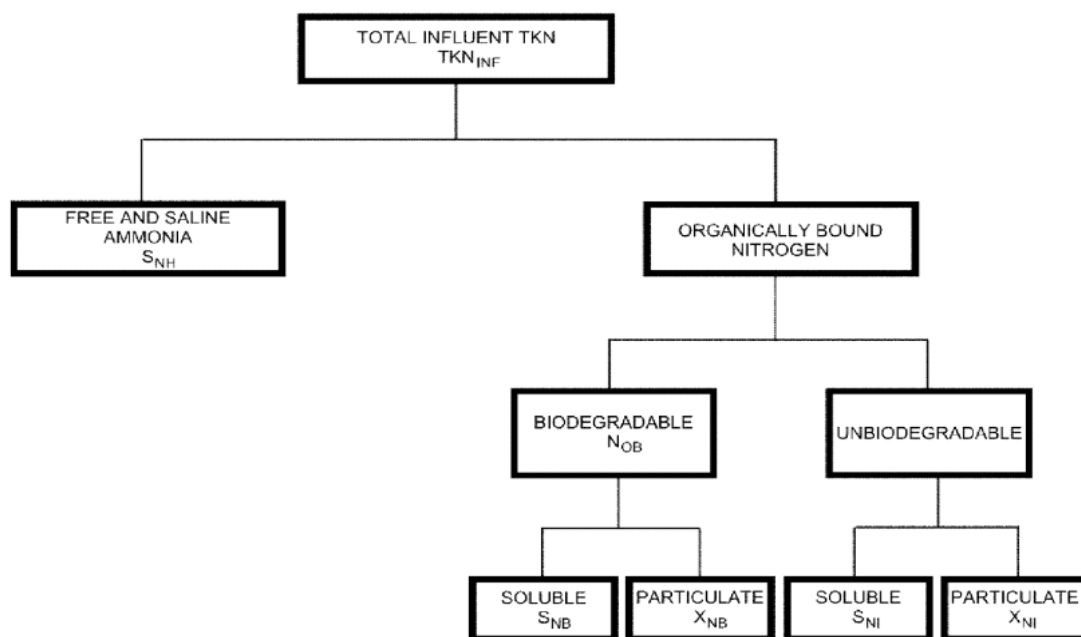 TOTAL INFLUENT TKN
TKN_INF
FREE AND SALINE
AMMONIA
S_NH
ORGANICALLY BOUND
NITROGEN
BIODEGRADABLE
N_OB
UNBIODEGRADABLE
SOLUBLE
S_NB
PARTICULATE
X_NB
SOLUBLE
S_NI
PARTICULATE
X_NI